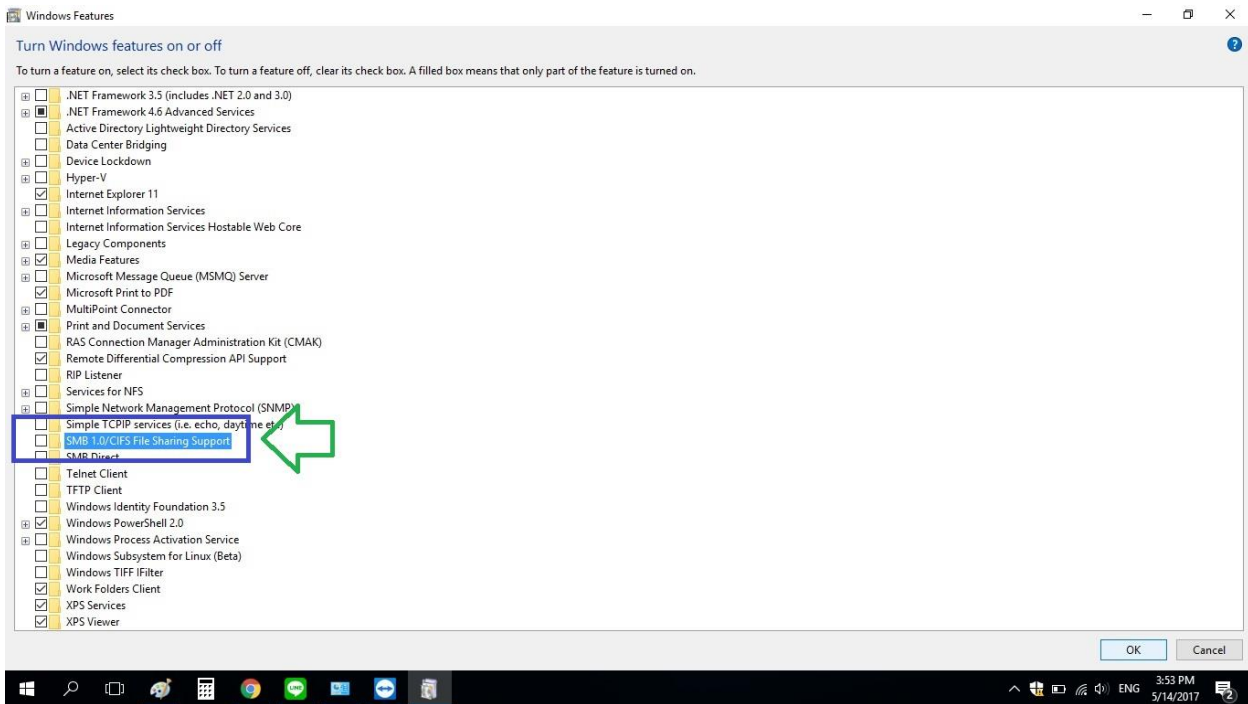 Windows Features
Turn Windows features on or off
To turn a feature on, select its check box. To turn a feature off, clear its check box. A filled box means that only part of the feature is turned on.
.NET Framework 3.5 (includes .NET 2.0 and 3.0)
.NET Framework 4.6 Advanced Services
Active Directory Lightweight Directory Services
Data Center Bridging
Device Lockdown
Hyper-V
Internet Explorer 11
Internet Information Services
Internet Information Services Hostable Web Core
Legacy Components
Media Features
Microsoft Message Queue (MSMQ) Server
Microsoft Print to PDF
MultiPoint Connector
Print and Document Services
RAS Connection Manager Administration Kit (CMAK)
Remote Differential Compression API Support
RIP Listener
Services for NFS
Simple Network Management Protocol (SNMP)
Simple TCPIP services (i.e. echo, daytime etc)
SMB 1.0/CIFS File Sharing Support
SMB Direct
Telnet Client
TFTP Client
Windows Identity Foundation 3.5
Windows PowerShell 2.0
Windows Process Activation Service
Windows Subsystem for Linux (Beta)
Windows TIFF IFilter
Work Folders Client
XPS Services
XPS Viewer
OK Cancel
LINE
ENG 3:53 PM
5/14/2017
2